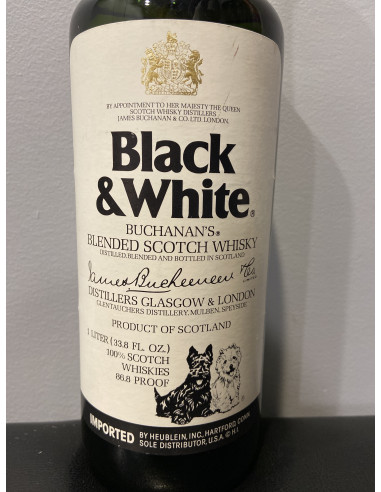 BY APPOINTMENT TO HER MAJESTY THE QUEEN
SCOTCH WHISKY DISTILLERS
JAMES BUCHANAN & CO. LTD. LONDON.
Black
& White®
BUCHANAN'S®
BLENDED SCOTCH WHISKY
DISTILLED, BLENDED AND BOTTLED IN SCOTLAND
James Buchanan
DISTILLERS GLASGOW & LONDON
GLENTAUCHERS DISTILLERY, MULBEN, SPEYSIDE.
PRODUCT OF SCOTLAND
1 LITER (33.8 FL. OZ.)
100% SCOTCH
WHISKIES
86.8 PROOF
IMPORTED BY HEUBLEIN, INC., HARTFORD, CONN.
SOLE DISTRIBUTOR, U.S.A. © H.I.